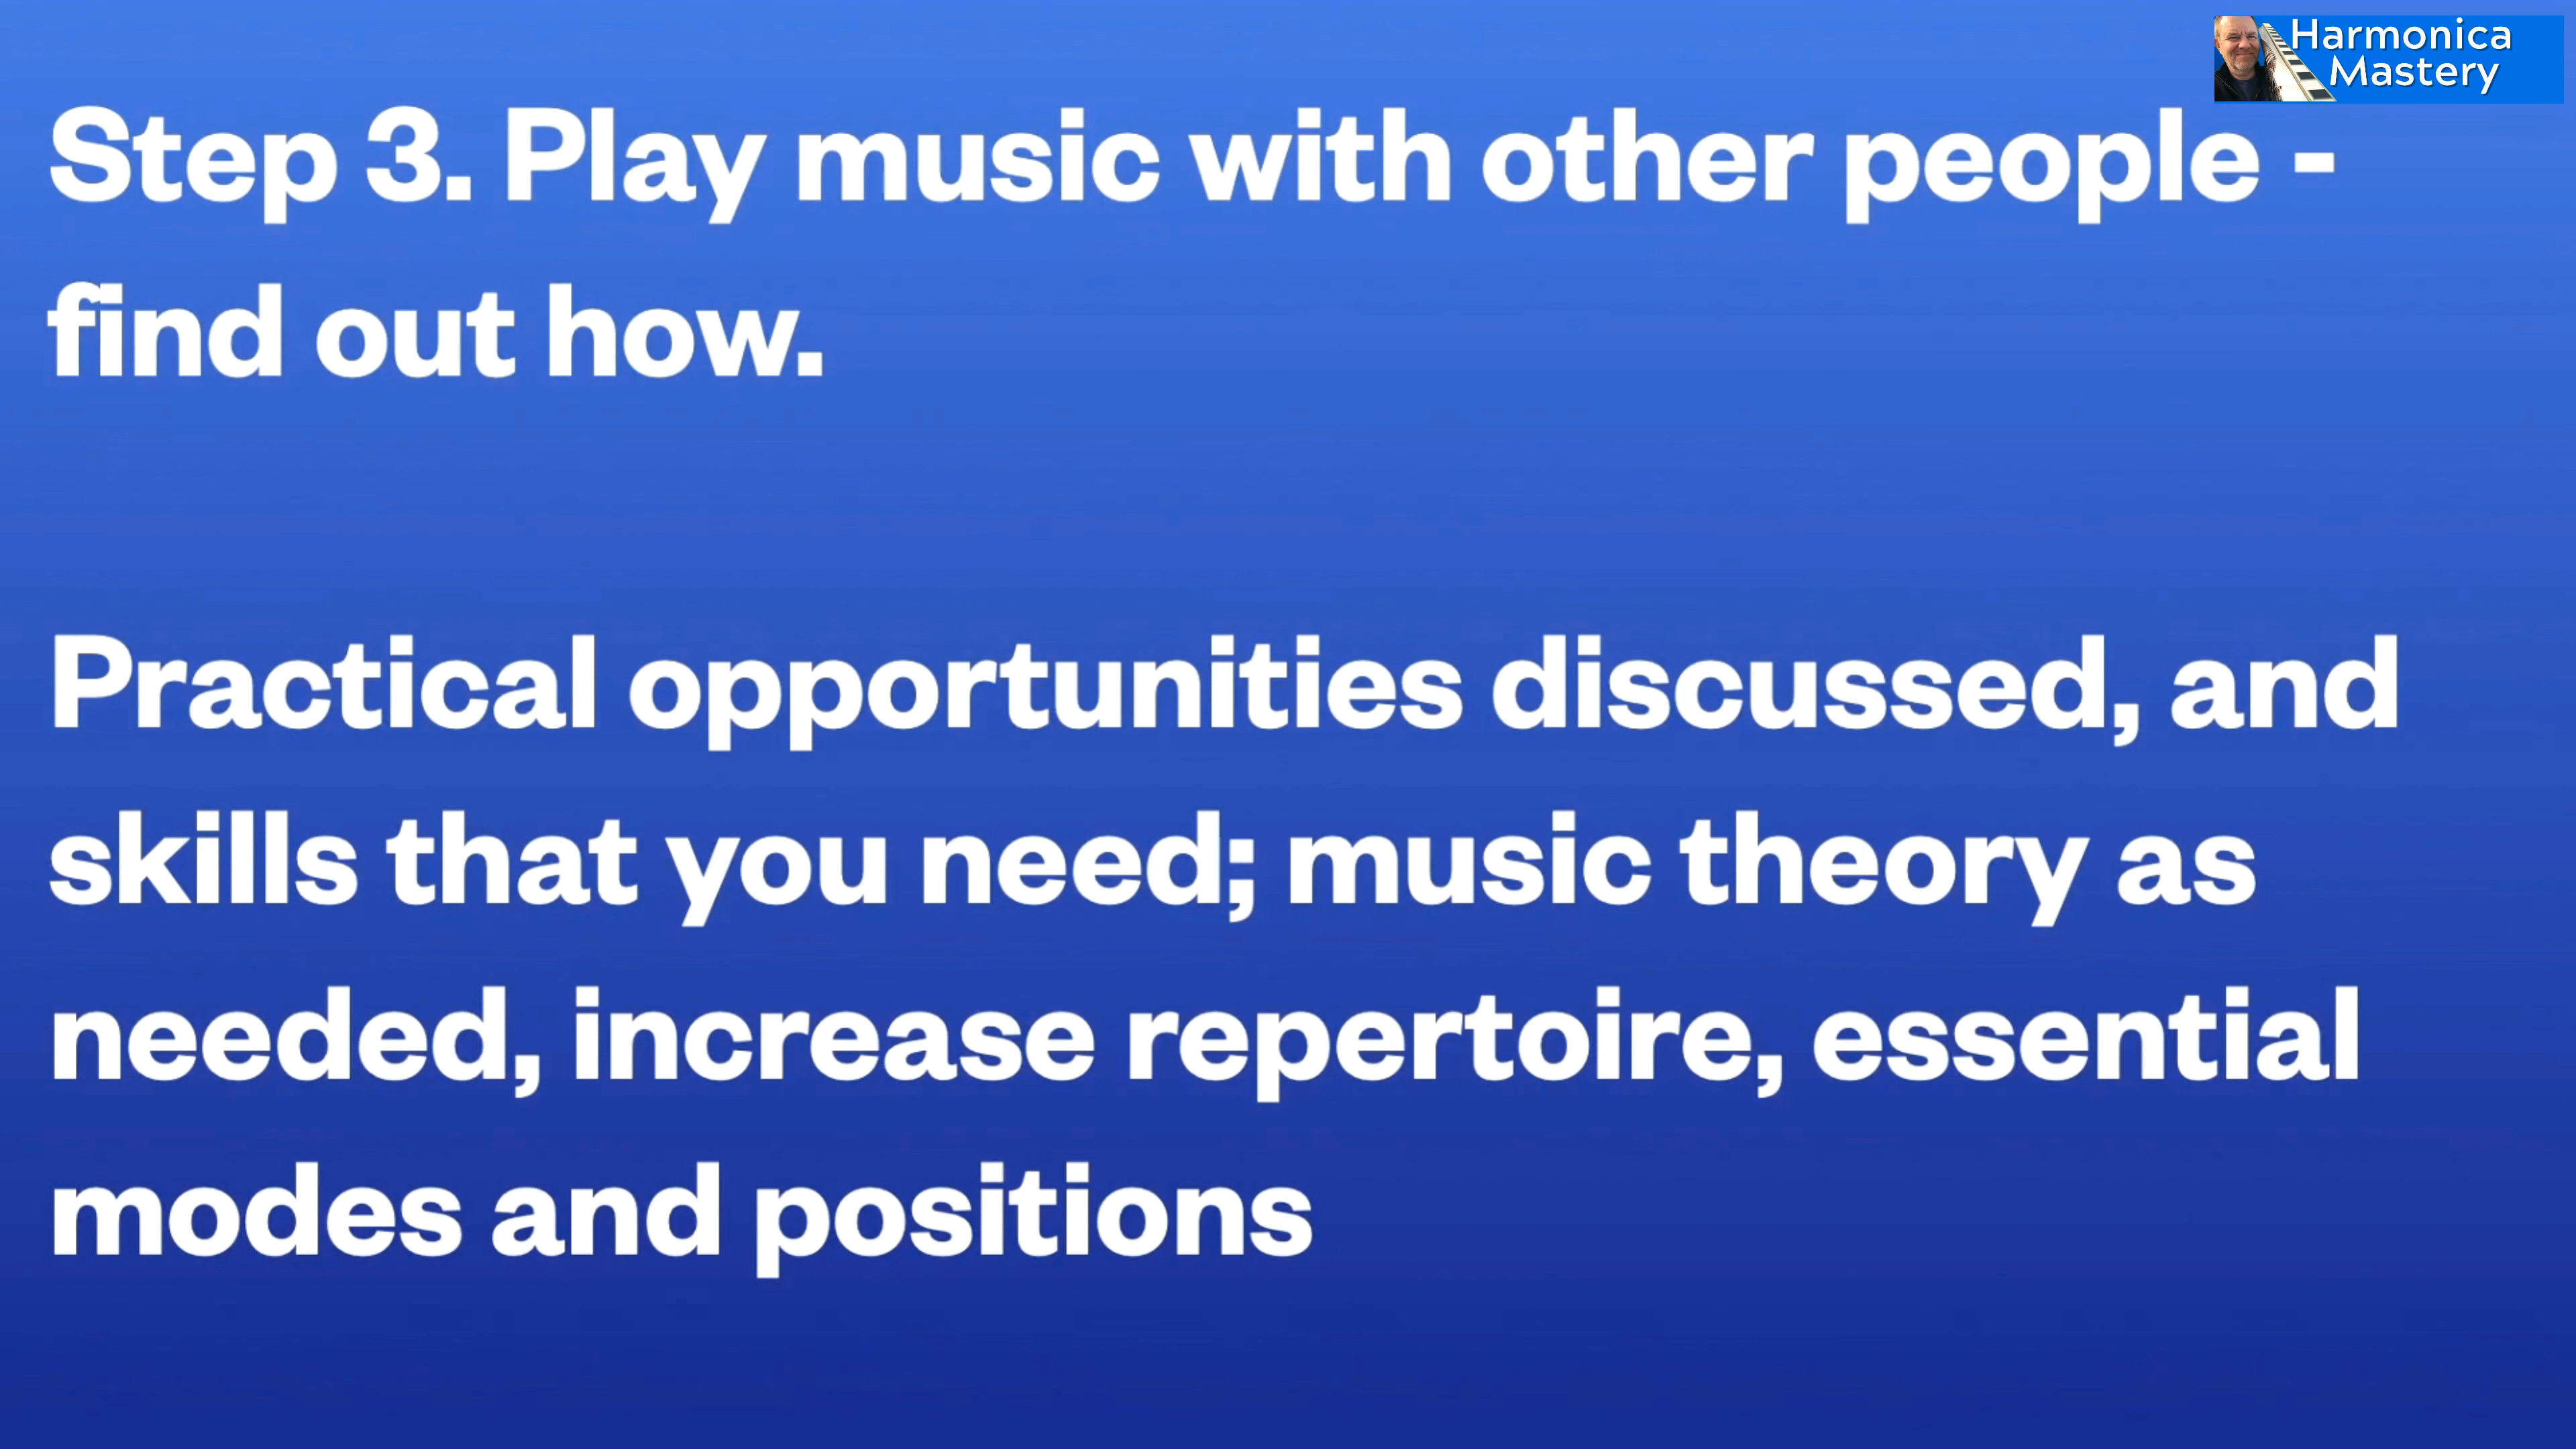 Harmonica
Mastery
Step 3. Play music with other people -
find out how.
Practical opportunities discussed, and
skills that you need; music theory as
needed, increase repertoire, essential
modes and positions